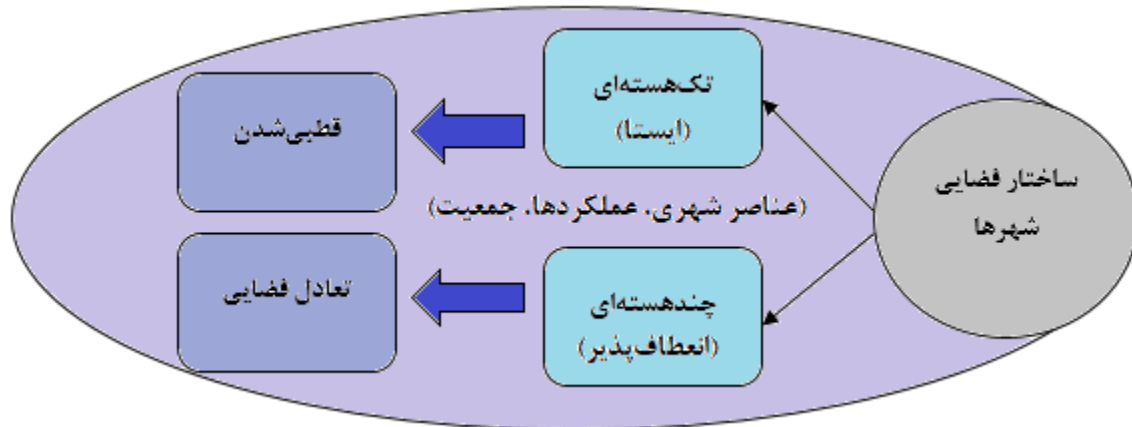 ساختار فضایی
شهرها
تک‌هسته‌ای
(ایستا)
قطبی‌شدن
(عناصر شهری، عملکردها، جمعیت)
چندهسته‌ای
(انعطاف‌پذیر)
تعادل فضایی